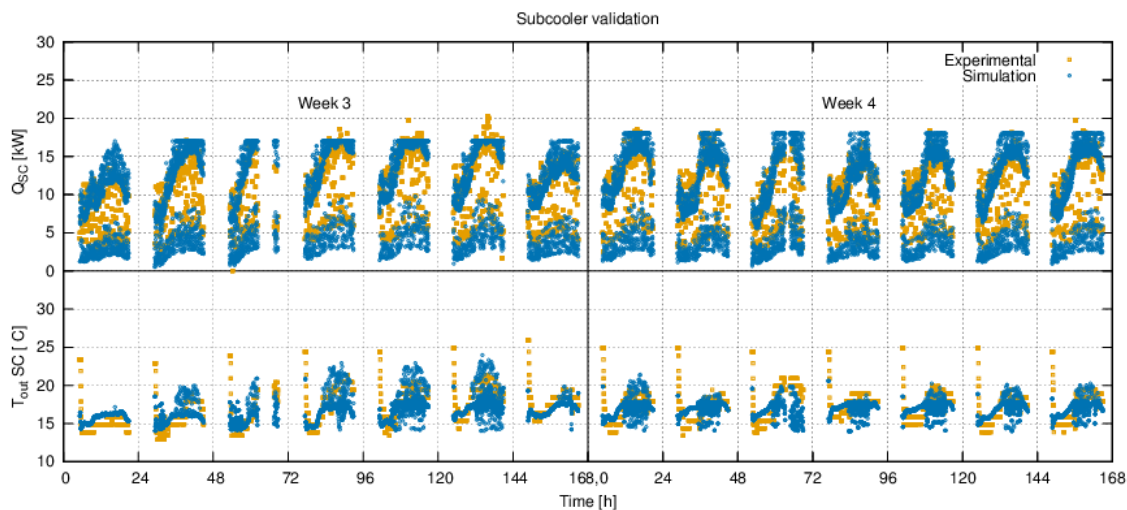 Subcooler validation
30
25
20
15
10
5
0
Q_SC [kW]
Week 3
Week 4
Experimental
Simulation
30
25
20
15
10
T_out SC [ C]
0 24 48 72 96 120 144 168,0 24 48 72 96 120 144 168
Time [h]